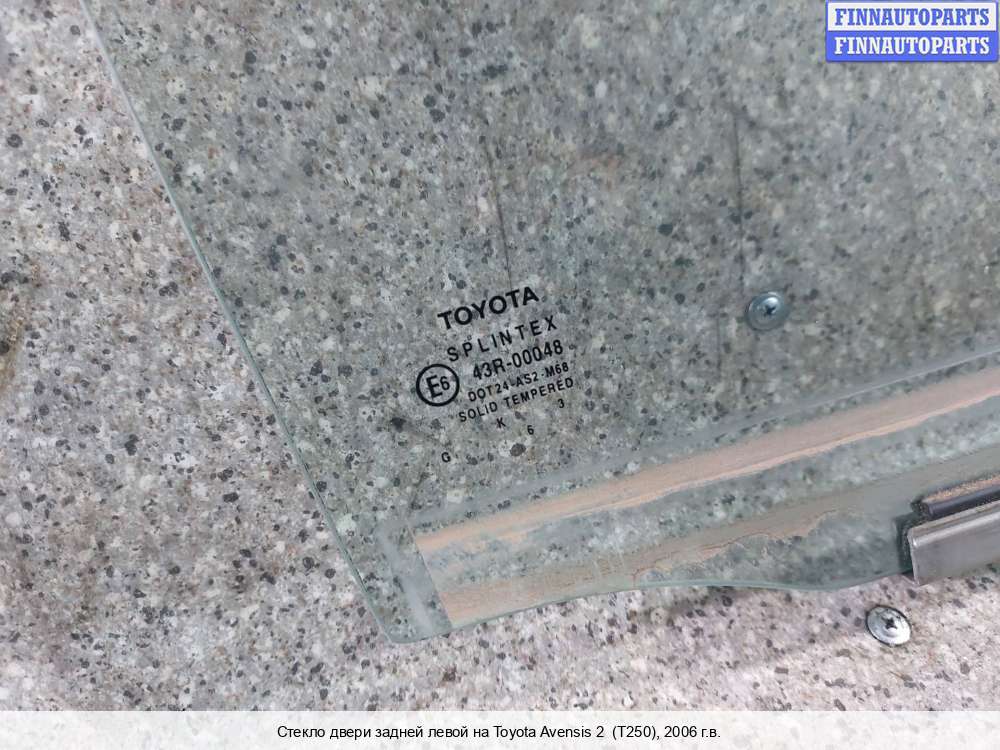 FINNAUTOPARTS
FINNAUTOPARTS
TOYOTA
SPLINTEX
E6 43R-00048
DOT24-AS2-M68
SOLID TEMPERED
K 6 3
G
Стекло двери задней левой на Toyota Avensis 2 (T250), 2006 г.в.